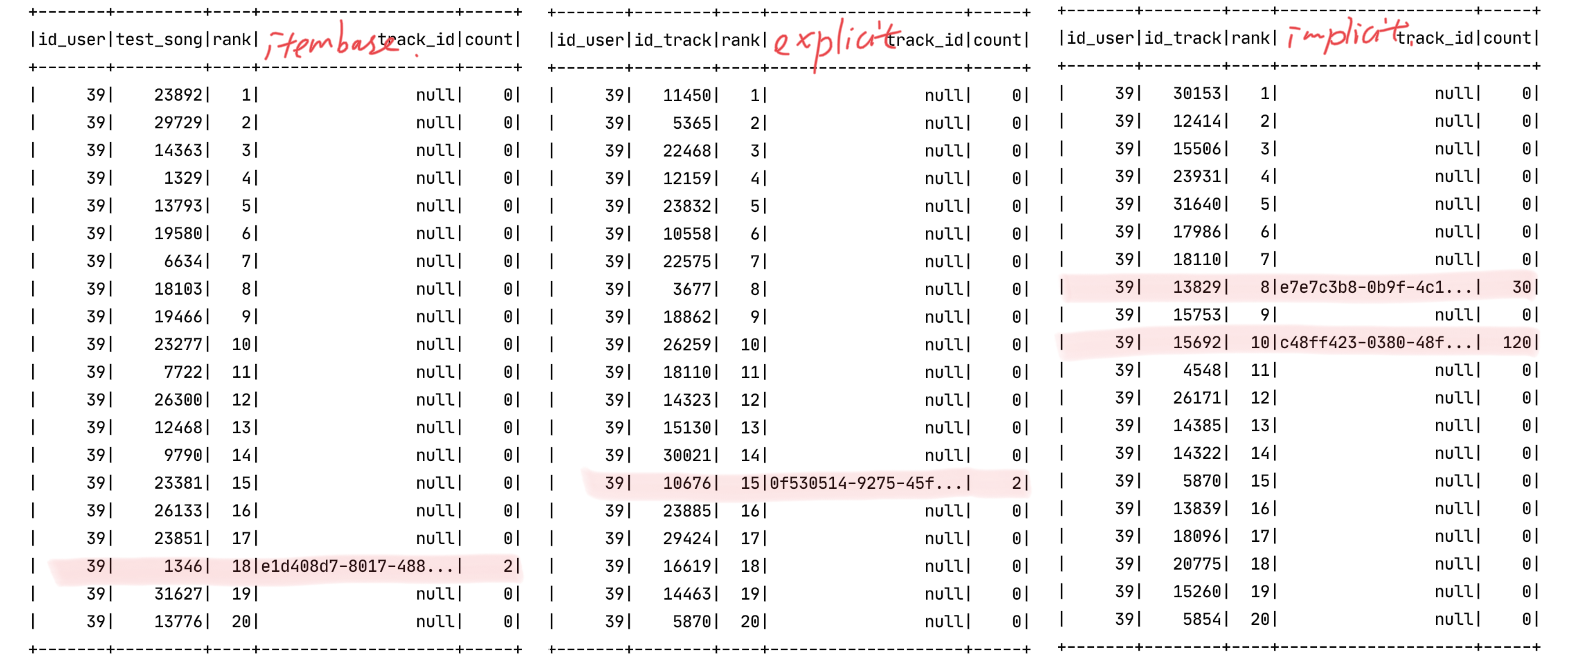 +-------+---------+----+--------------------+-----+
|id_user|test_song|rank| track_id|count|
itembase.
+-------+---------+----+--------------------+-----+
| 39| 23892| 1| null| 0|
| 39| 29729| 2| null| 0|
| 39| 14363| 3| null| 0|
| 39| 1329| 4| null| 0|
| 39| 13793| 5| null| 0|
| 39| 19580| 6| null| 0|
| 39| 6634| 7| null| 0|
| 39| 18103| 8| null| 0|
| 39| 19466| 9| null| 0|
| 39| 23277| 10| null| 0|
| 39| 7722| 11| null| 0|
| 39| 26300| 12| null| 0|
| 39| 12468| 13| null| 0|
| 39| 9790| 14| null| 0|
| 39| 23381| 15| null| 0|
| 39| 26133| 16| null| 0|
| 39| 23851| 17| null| 0|
| 39| 1346| 18|e1d408d7-8017-488...| 2|
| 39| 31627| 19| null| 0|
| 39| 13776| 20| null| 0|
+-------+---------+----+--------------------+-----+
+-------+--------+----+--------------------+-----+
|id_user|id_track|rank| track_id|count|
explicit
+-------+--------+----+--------------------+-----+
| 39| 11450| 1| null| 0|
| 39| 5365| 2| null| 0|
| 39| 22468| 3| null| 0|
| 39| 12159| 4| null| 0|
| 39| 23832| 5| null| 0|
| 39| 10558| 6| null| 0|
| 39| 22575| 7| null| 0|
| 39| 3677| 8| null| 0|
| 39| 18862| 9| null| 0|
| 39| 26259| 10| null| 0|
| 39| 18110| 11| null| 0|
| 39| 14323| 12| null| 0|
| 39| 15130| 13| null| 0|
| 39| 30021| 14| null| 0|
| 39| 10676| 15|0f530514-9275-45f...| 2|
| 39| 23885| 16| null| 0|
| 39| 29424| 17| null| 0|
| 39| 16619| 18| null| 0|
| 39| 14463| 19| null| 0|
| 39| 5870| 20| null| 0|
+-------+--------+----+--------------------+-----+
+-------+--------+----+--------------------+-----+
|id_user|id_track|rank| track_id|count|
implicit.
+-------+--------+----+--------------------+-----+
| 39| 30153| 1| null| 0|
| 39| 12414| 2| null| 0|
| 39| 15506| 3| null| 0|
| 39| 23931| 4| null| 0|
| 39| 31640| 5| null| 0|
| 39| 17986| 6| null| 0|
| 39| 18110| 7| null| 0|
| 39| 13829| 8|e7e7c3b8-0b9f-4c1...| 30|
| 39| 15753| 9| null| 0|
| 39| 15692| 10|c48ff423-0380-48f...| 120|
| 39| 4548| 11| null| 0|
| 39| 26171| 12| null| 0|
| 39| 14385| 13| null| 0|
| 39| 14322| 14| null| 0|
| 39| 5870| 15| null| 0|
| 39| 13839| 16| null| 0|
| 39| 18096| 17| null| 0|
| 39| 20775| 18| null| 0|
| 39| 15260| 19| null| 0|
| 39| 5854| 20| null| 0|
+-------+--------+----+--------------------+-----+